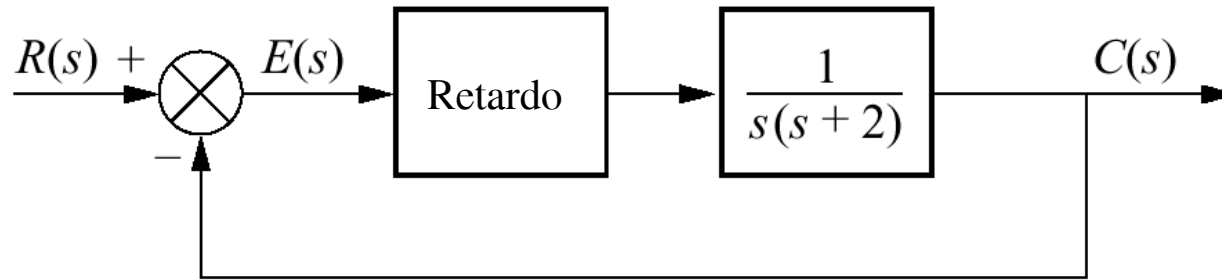 R(s) +
E(s)
Retardo
1
s(s + 2)
C(s)
−